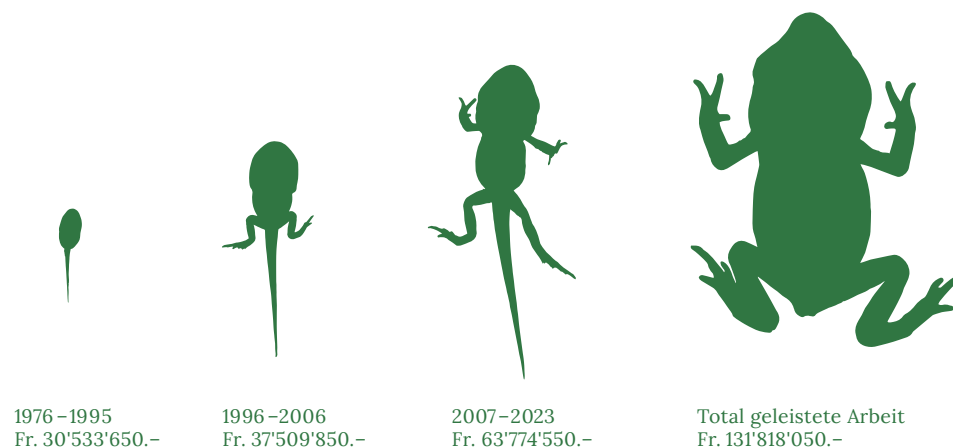 1976–1995
Fr. 30'533'650.–
1996–2006
Fr. 37'509'850.–
2007–2023
Fr. 63'774'550.–
Total geleistete Arbeit
Fr. 131'818'050.–